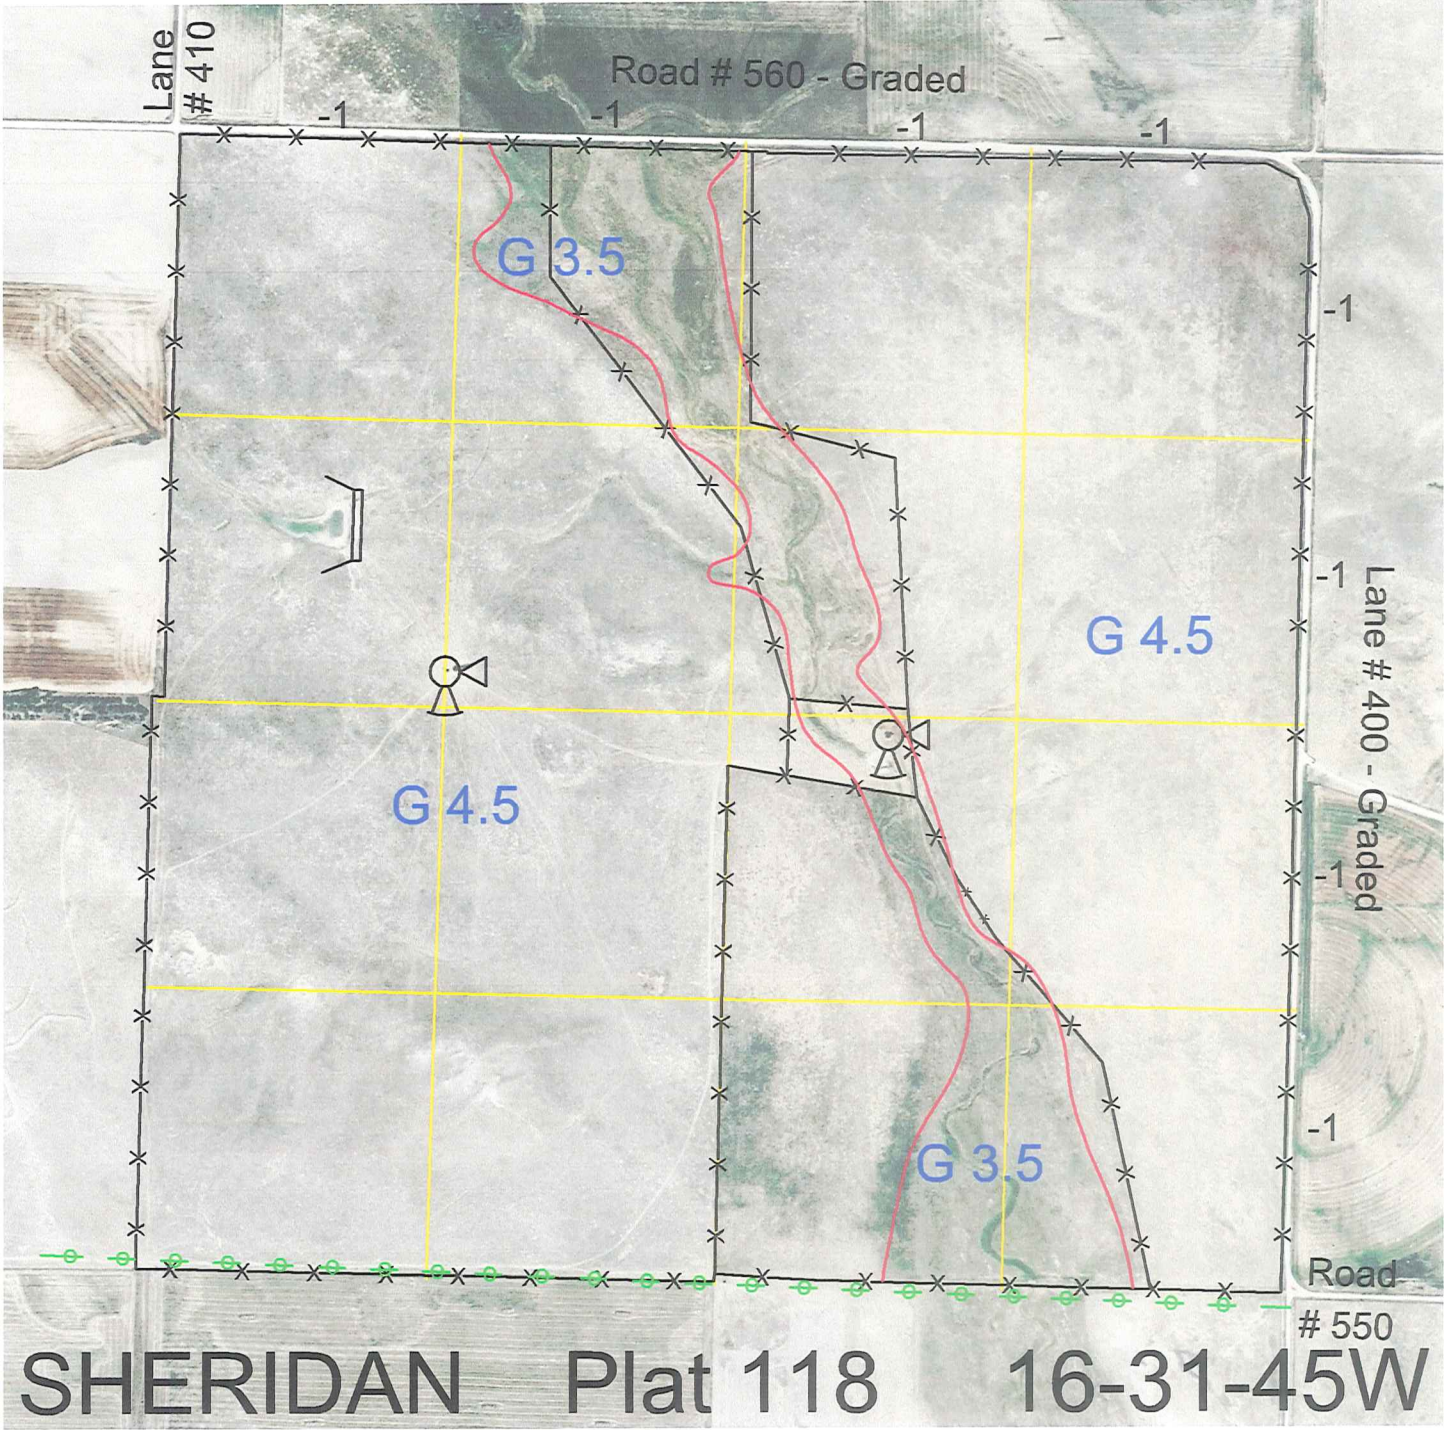 Lane
# 410
Road # 560 - Graded
-1
-1
-1
-1
G 3.5
-1
-1
G 4.5
Lane # 400 - Graded
G 4.5
-1
-1
G 3.5
Road
# 550
SHERIDAN Plat 118 16-31-45W